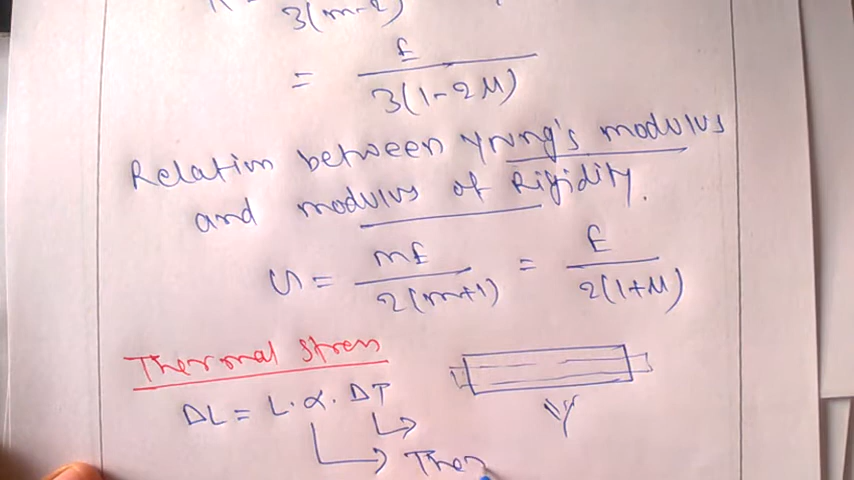 3(m-2)
= E / 3(1-2μ)
Relation between Young's modulus
and modulus of Rigidity.
G = mE / 2(m+1) = E / 2(1+μ)
Thermal stress
ΔL = L·α·ΔT
Ther